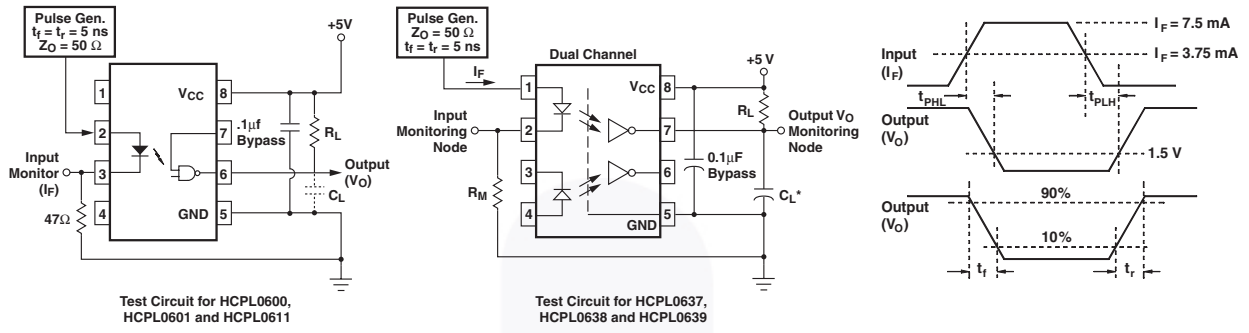 Pulse Gen.
tf = tr = 5 ns
ZO = 50 Ω
+5V
1
2
3
4
VCC
8
7
6
5
GND
.1µf
Bypass
RL
CL
Output
(VO)
Input
Monitor
(IF)
47Ω
Test Circuit for HCPL0600,
HCPL0601 and HCPL0611
Pulse Gen.
ZO = 50 Ω
tf = tr = 5 ns
IF
Dual Channel
+5 V
1
2
3
4
VCC
8
7
6
5
GND
RL
Input
Monitoring
Node
RM
0.1µF
Bypass
CL*
Output VO
Monitoring
Node
Test Circuit for HCPL0637,
HCPL0638 and HCPL0639
IF = 7.5 mA
IF = 3.75 mA
Input
(IF)
tPHL
tPLH
Output
(VO)
1.5 V
90%
Output
(VO)
10%
tf
tr